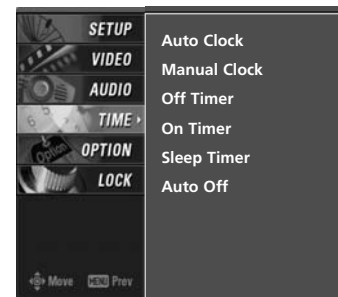 SETUP
VIDEO
AUDIO
TIME
OPTION
LOCK
Move MENU Prev
Auto Clock
Manual Clock
Off Timer
On Timer
Sleep Timer
Auto Off